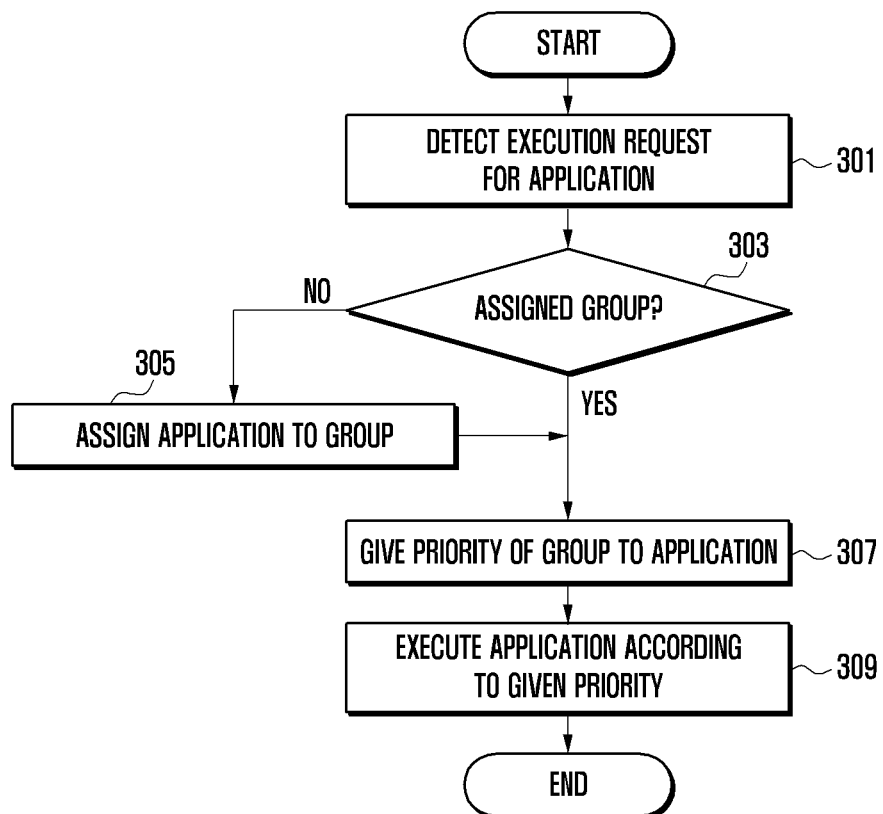 START
DETECT EXECUTION REQUEST
FOR APPLICATION
301
303
ASSIGNED GROUP?
NO
YES
305
ASSIGN APPLICATION TO GROUP
GIVE PRIORITY OF GROUP TO APPLICATION
307
EXECUTE APPLICATION ACCORDING
TO GIVEN PRIORITY
309
END